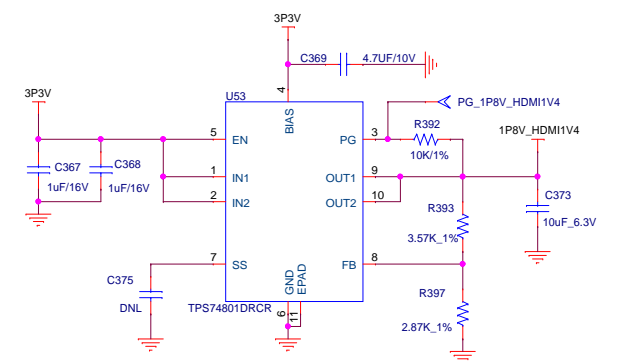 3P3V
C369
4.7UF/10V
4
3P3V
U53
BIAS
PG_1P8V_HDMI1V4
R392
1P8V_HDMI1V4
5
EN
PG
3
10K/1%
C367
C368
1
IN1
OUT1
9
1uF/16V
1uF/16V
2
IN2
OUT2
10
C373
R393
10uF_6.3V
3.57K_1%
7
SS
FB
8
C375
GND
EPAD
R397
DNL
TPS74801DRCR
6
11
2.87K_1%